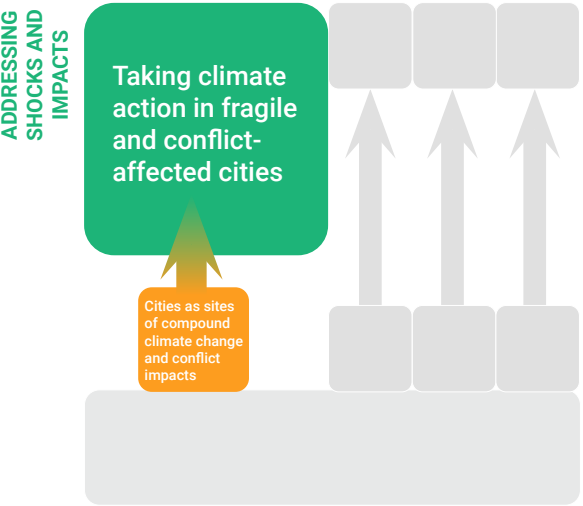 ADDRESSING
SHOCKS AND
IMPACTS
Taking climate
action in fragile
and conflict-
affected cities
Cities as sites
of compound
climate change
and conflict
impacts